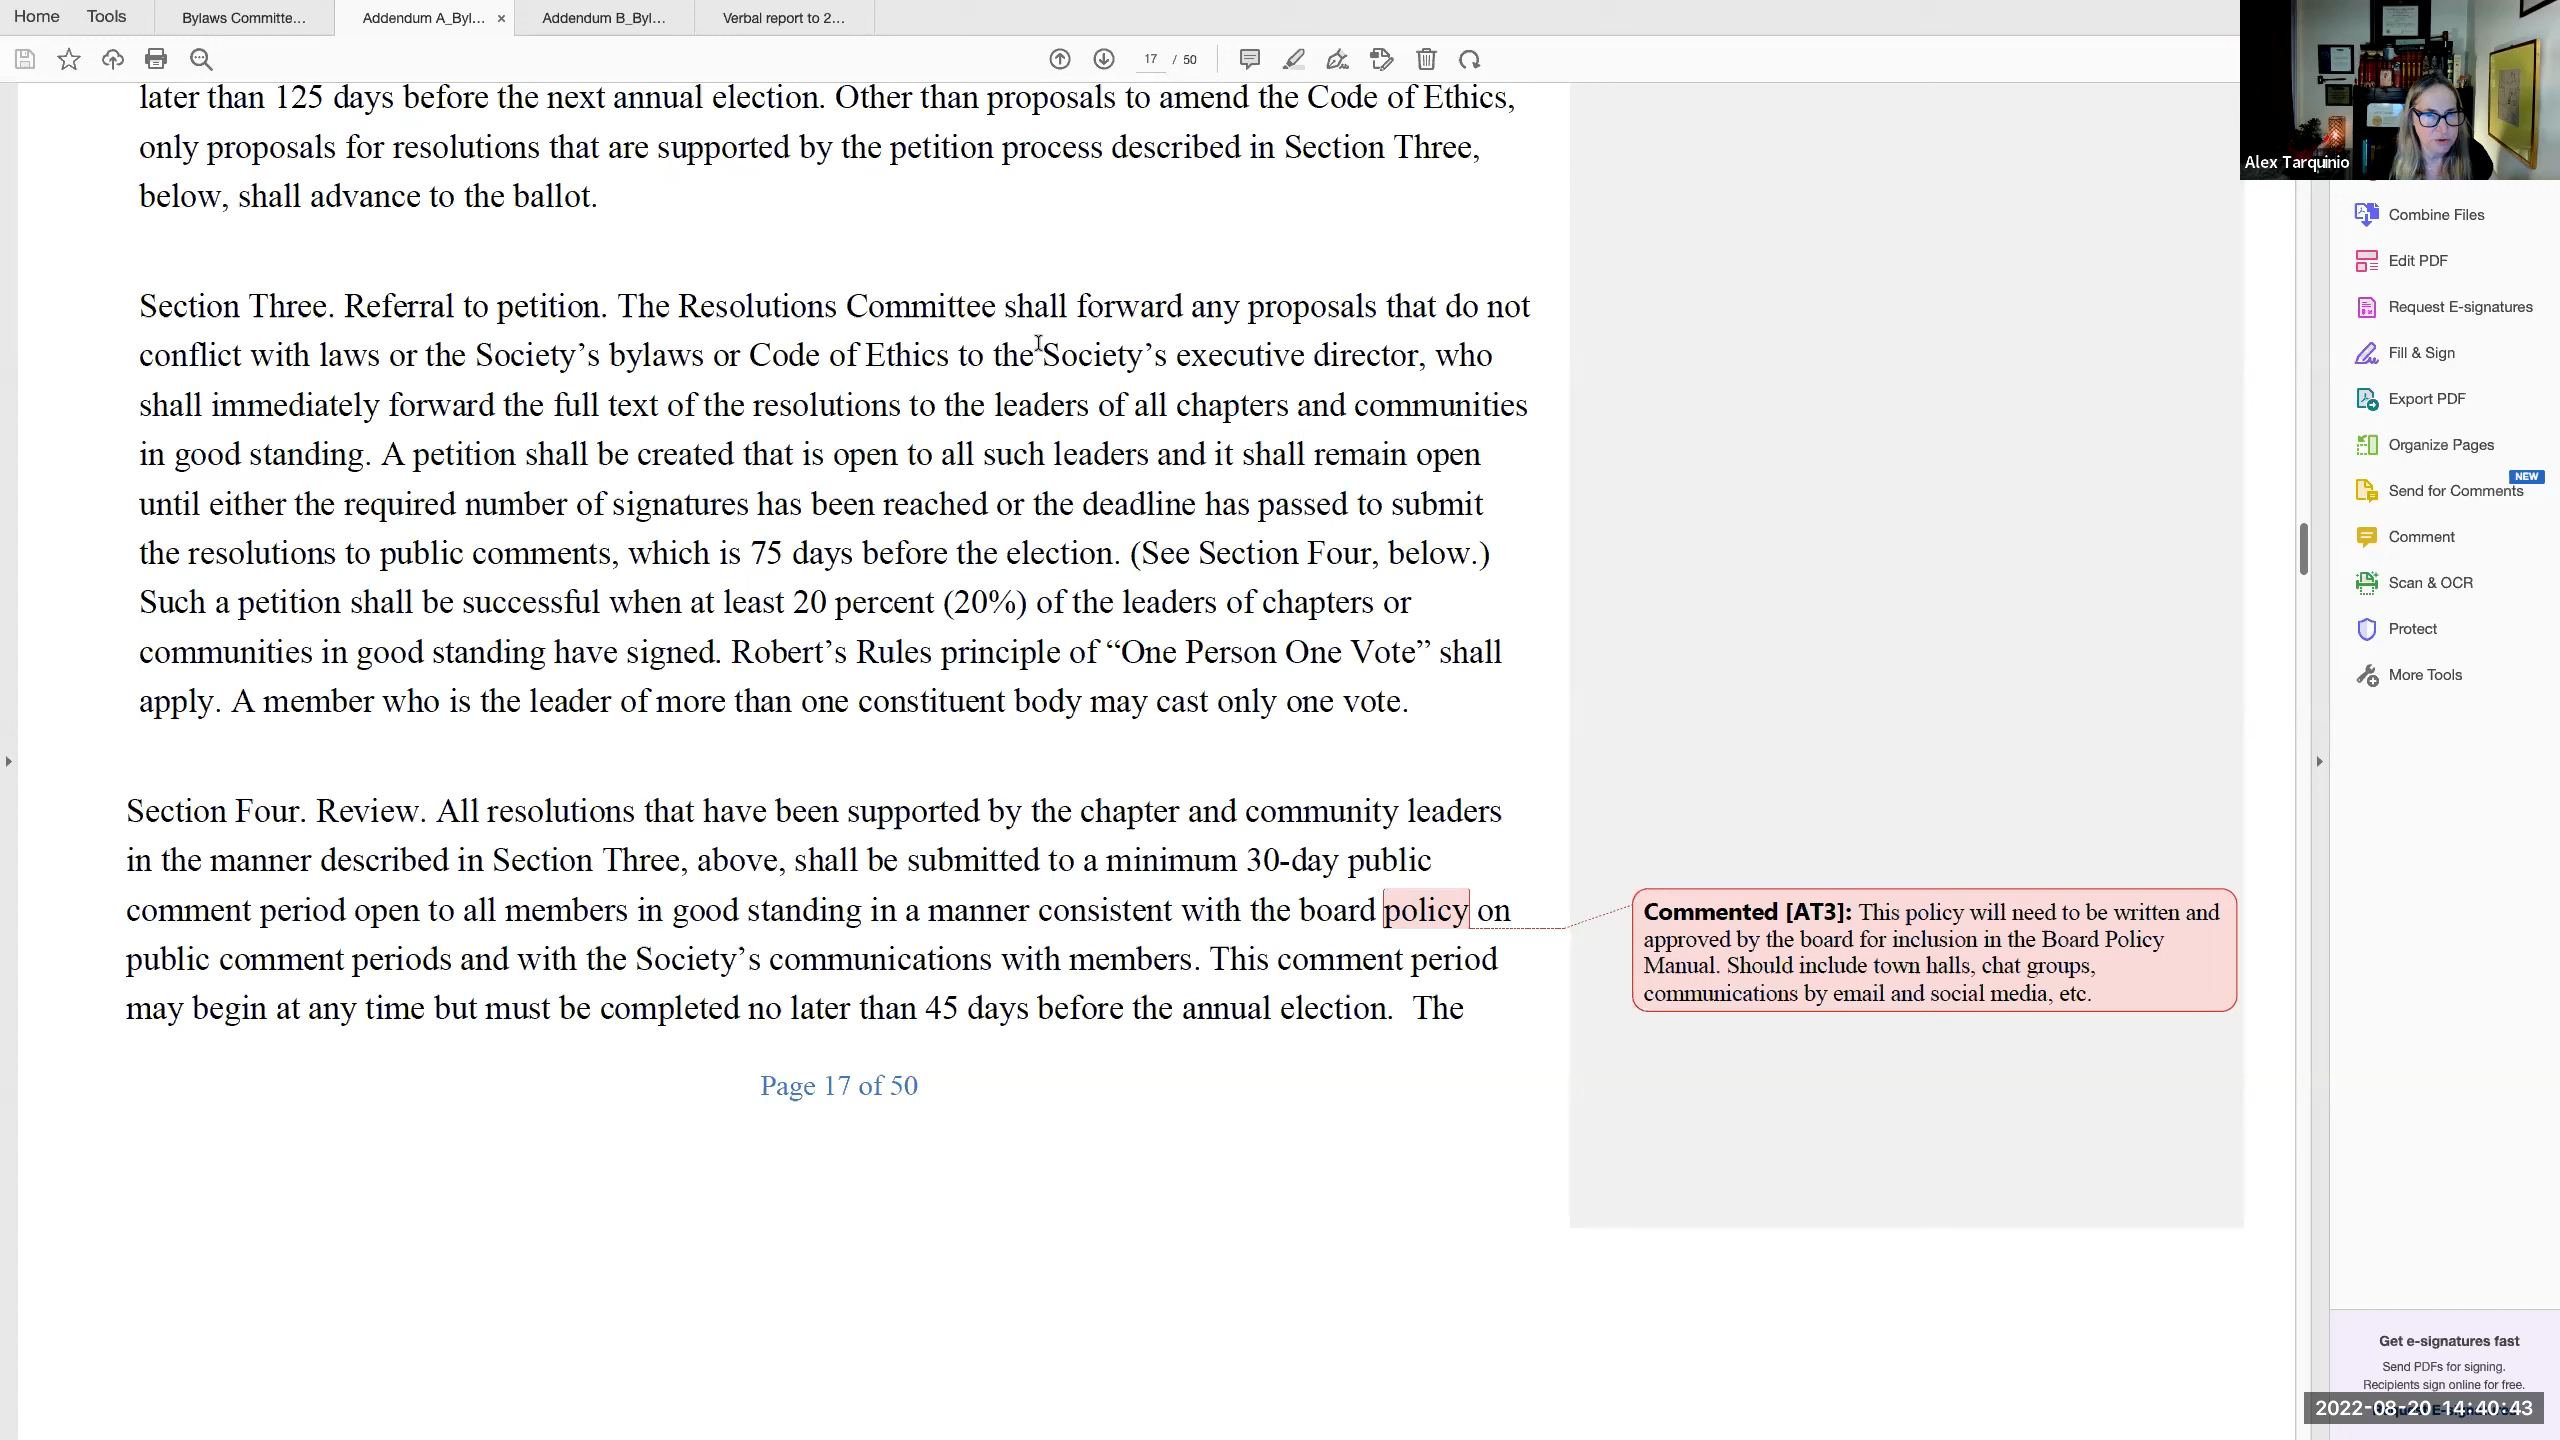 Home Tools Bylaws Committe... Addendum A_Byl... × Addendum B_Byl... Verbal report to 2...
17 / 50
later than 125 days before the next annual election. Other than proposals to amend the Code of Ethics,
only proposals for resolutions that are supported by the petition process described in Section Three,
below, shall advance to the ballot.
Section Three. Referral to petition. The Resolutions Committee shall forward any proposals that do not
conflict with laws or the Society’s bylaws or Code of Ethics to the Society’s executive director, who
shall immediately forward the full text of the resolutions to the leaders of all chapters and communities
in good standing. A petition shall be created that is open to all such leaders and it shall remain open
until either the required number of signatures has been reached or the deadline has passed to submit
the resolutions to public comments, which is 75 days before the election. (See Section Four, below.)
Such a petition shall be successful when at least 20 percent (20%) of the leaders of chapters or
communities in good standing have signed. Robert’s Rules principle of “One Person One Vote” shall
apply. A member who is the leader of more than one constituent body may cast only one vote.
Section Four. Review. All resolutions that have been supported by the chapter and community leaders
in the manner described in Section Three, above, shall be submitted to a minimum 30-day public
comment period open to all members in good standing in a manner consistent with the board policy on
public comment periods and with the Society’s communications with members. This comment period
may begin at any time but must be completed no later than 45 days before the annual election.  The
Page 17 of 50
Commented [AT3]: This policy will need to be written and
approved by the board for inclusion in the Board Policy
Manual. Should include town halls, chat groups,
communications by email and social media, etc.
Alex Tarquinio
Combine Files
Edit PDF
Request E-signatures
Fill & Sign
Export PDF
Organize Pages
NEW
Send for Comments
Comment
Scan & OCR
Protect
More Tools
Get e-signatures fast
Send PDFs for signing.
Recipients sign online for free.
2022-08-20 14:40:43